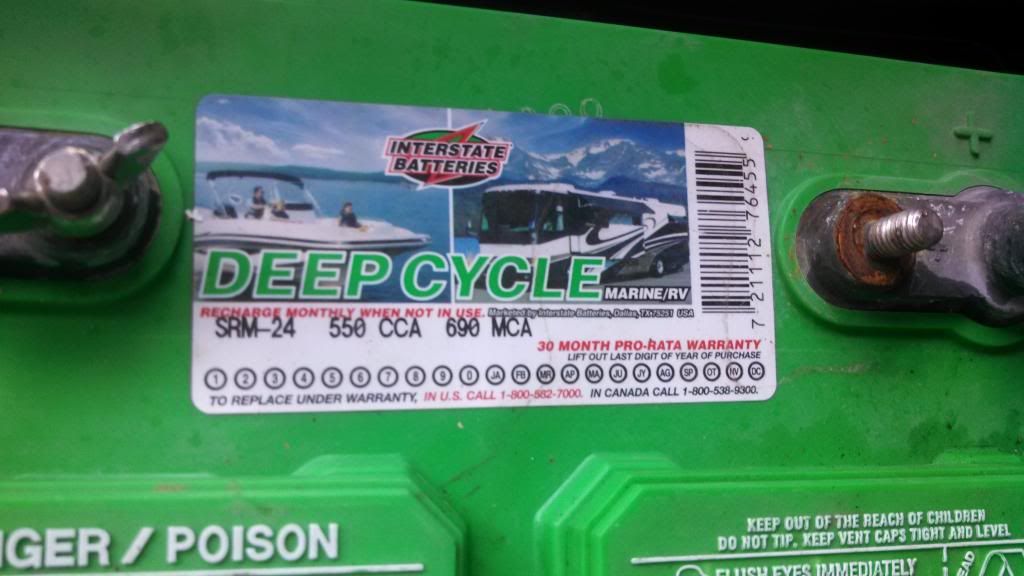 INTERSTATE
BATTERIES
DEEP CYCLE MARINE/RV
RECHARGE MONTHLY WHEN NOT IN USE. Marketed by Interstate Batteries, Dallas, TX 75251 USA
SRM-24 550 CCA 690 MCA
30 MONTH PRO-RATA WARRANTY
LIFT OUT LAST DIGIT OF YEAR OF PURCHASE
1 2 3 4 5 6 7 8 9 0 JA FB MR AP MA JU JY AG SP OT NV DC
TO REPLACE UNDER WARRANTY, IN U.S. CALL 1-800-582-7000. IN CANADA CALL 1-800-538-9300.
7 21112 76455
+
NGER / POISON
KEEP OUT OF THE REACH OF CHILDREN
DO NOT TIP. KEEP VENT CAPS TIGHT AND LEVEL
FLUSH EYES IMMEDIATELY
EAD